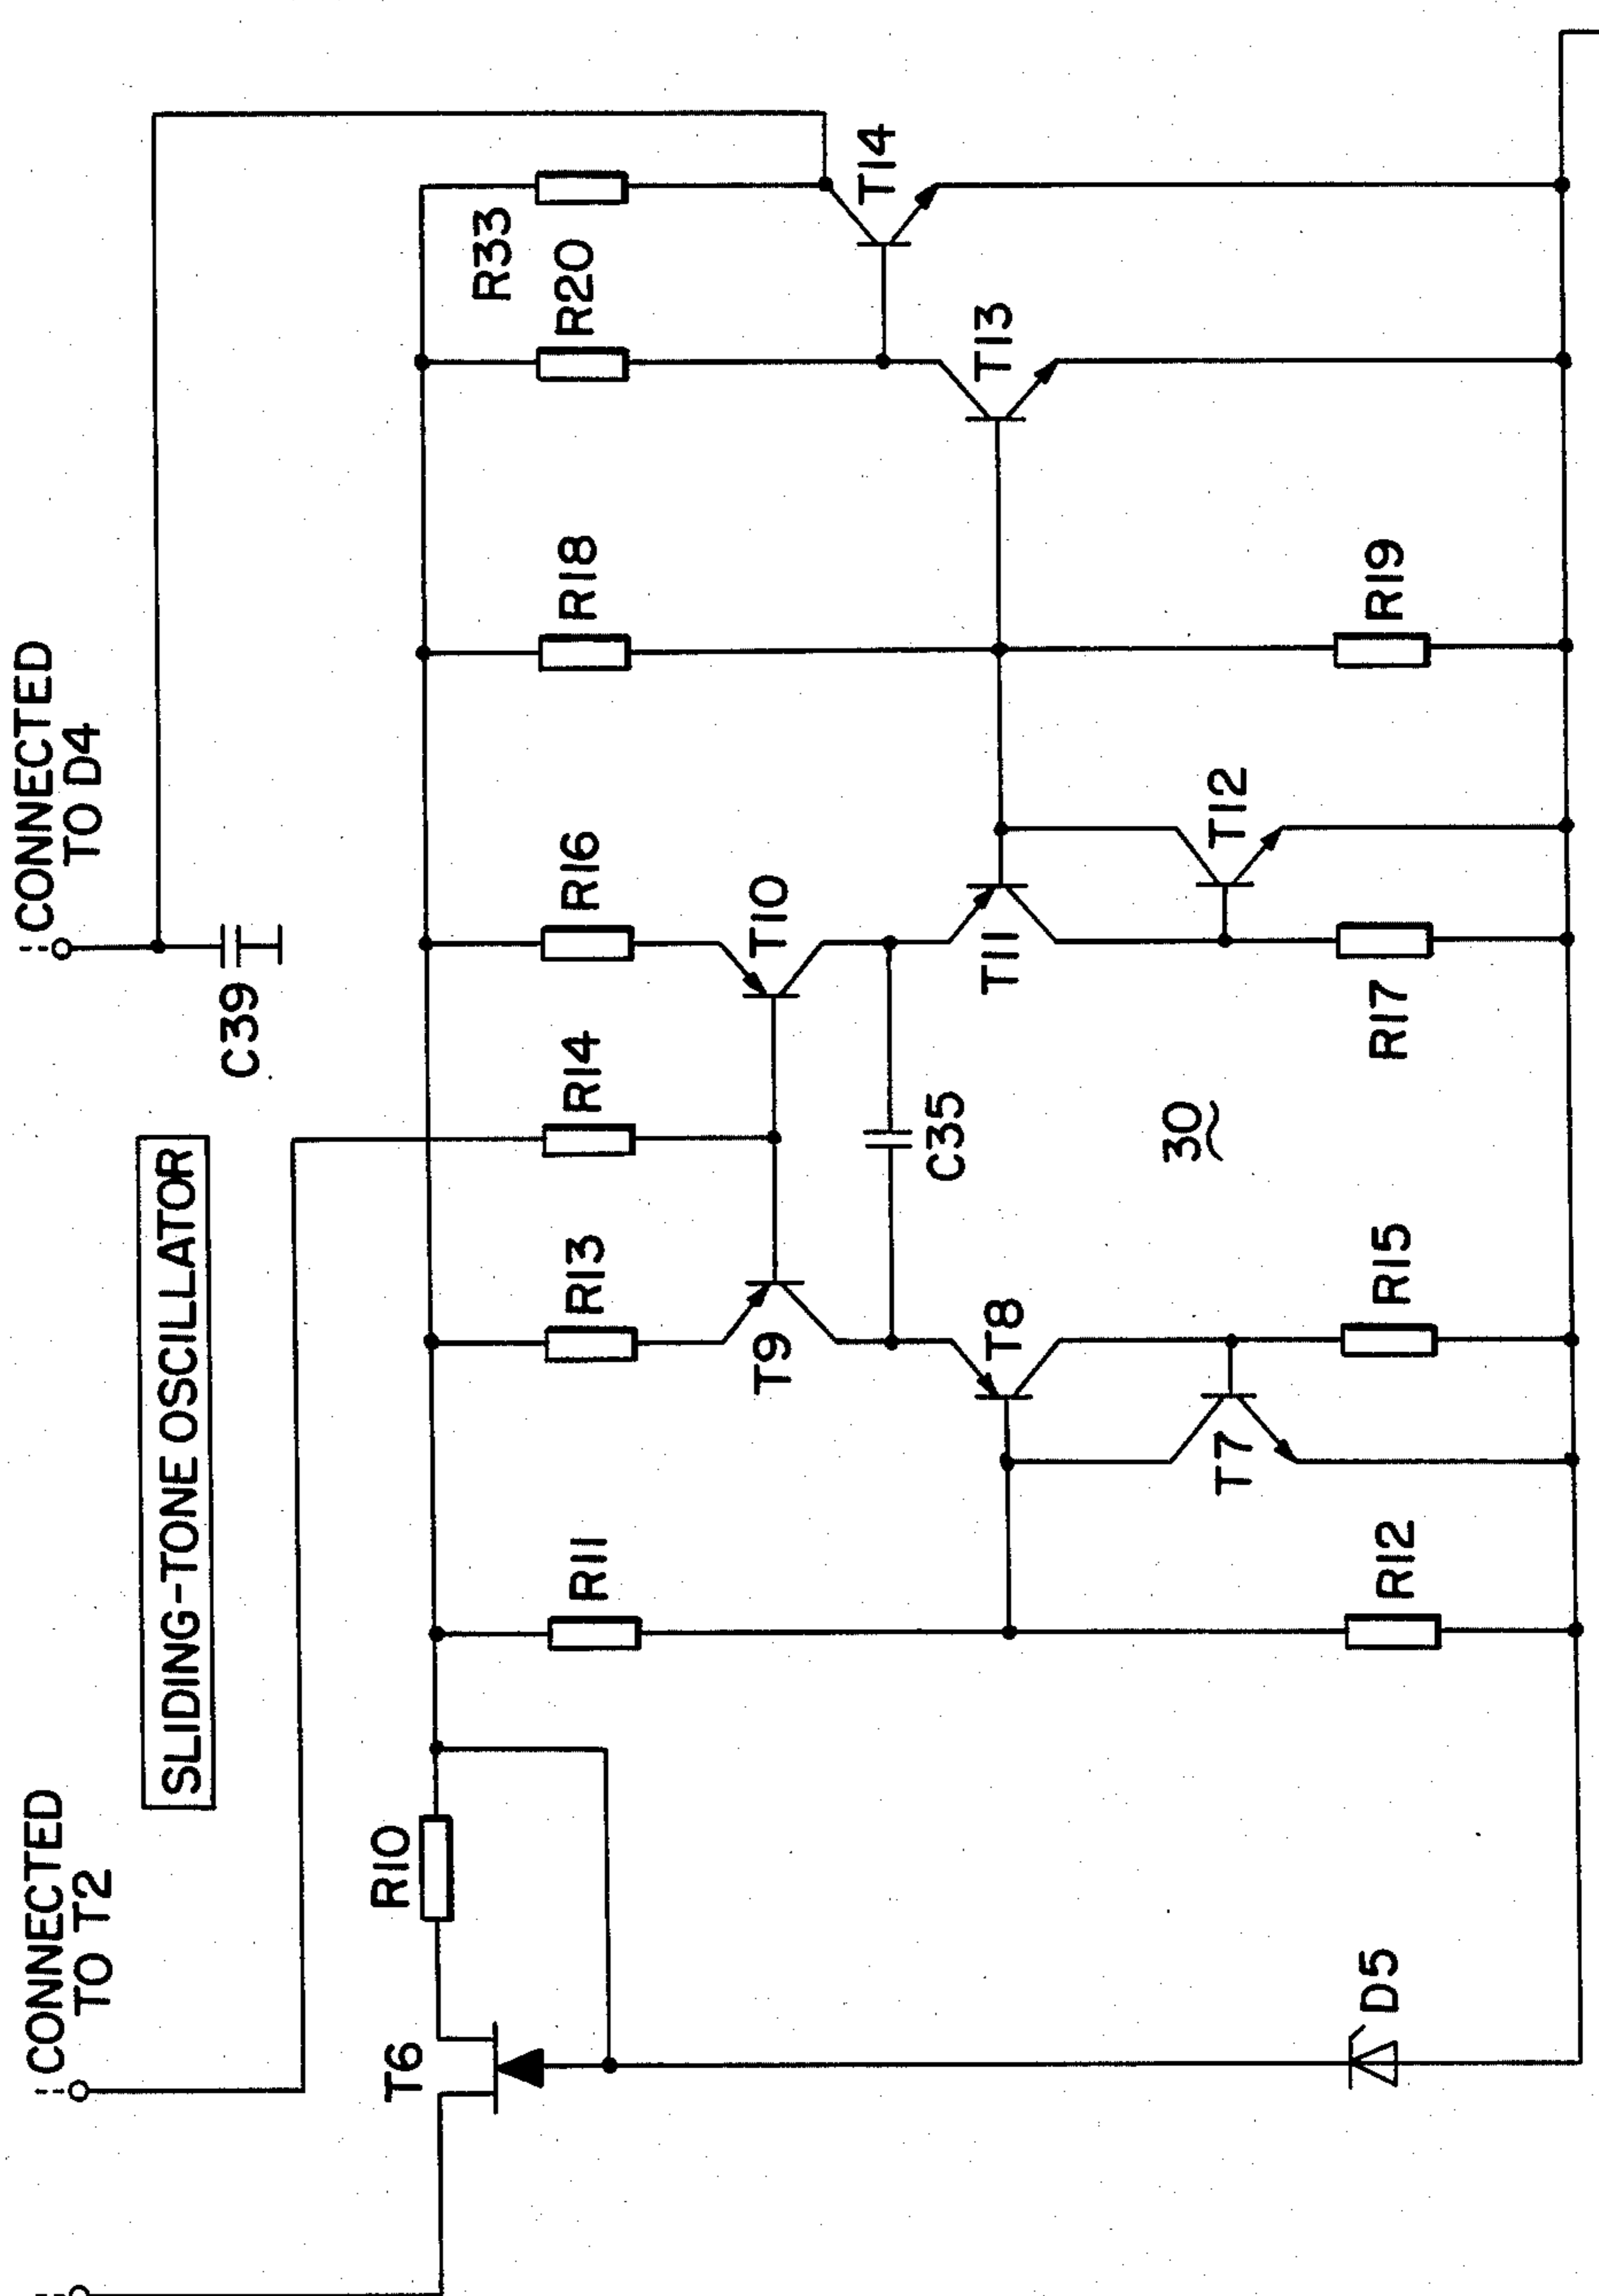 CONNECTED
TO T2
CONNECTED
TO D4
SLIDING-TONE OSCILLATOR
C39
T6
R10
R11
R13
R14
R16
R18
R20
R33
T9
T10
T14
T8
C35
T11
T13
T7
30
T12
D5
R12
R15
R17
R19